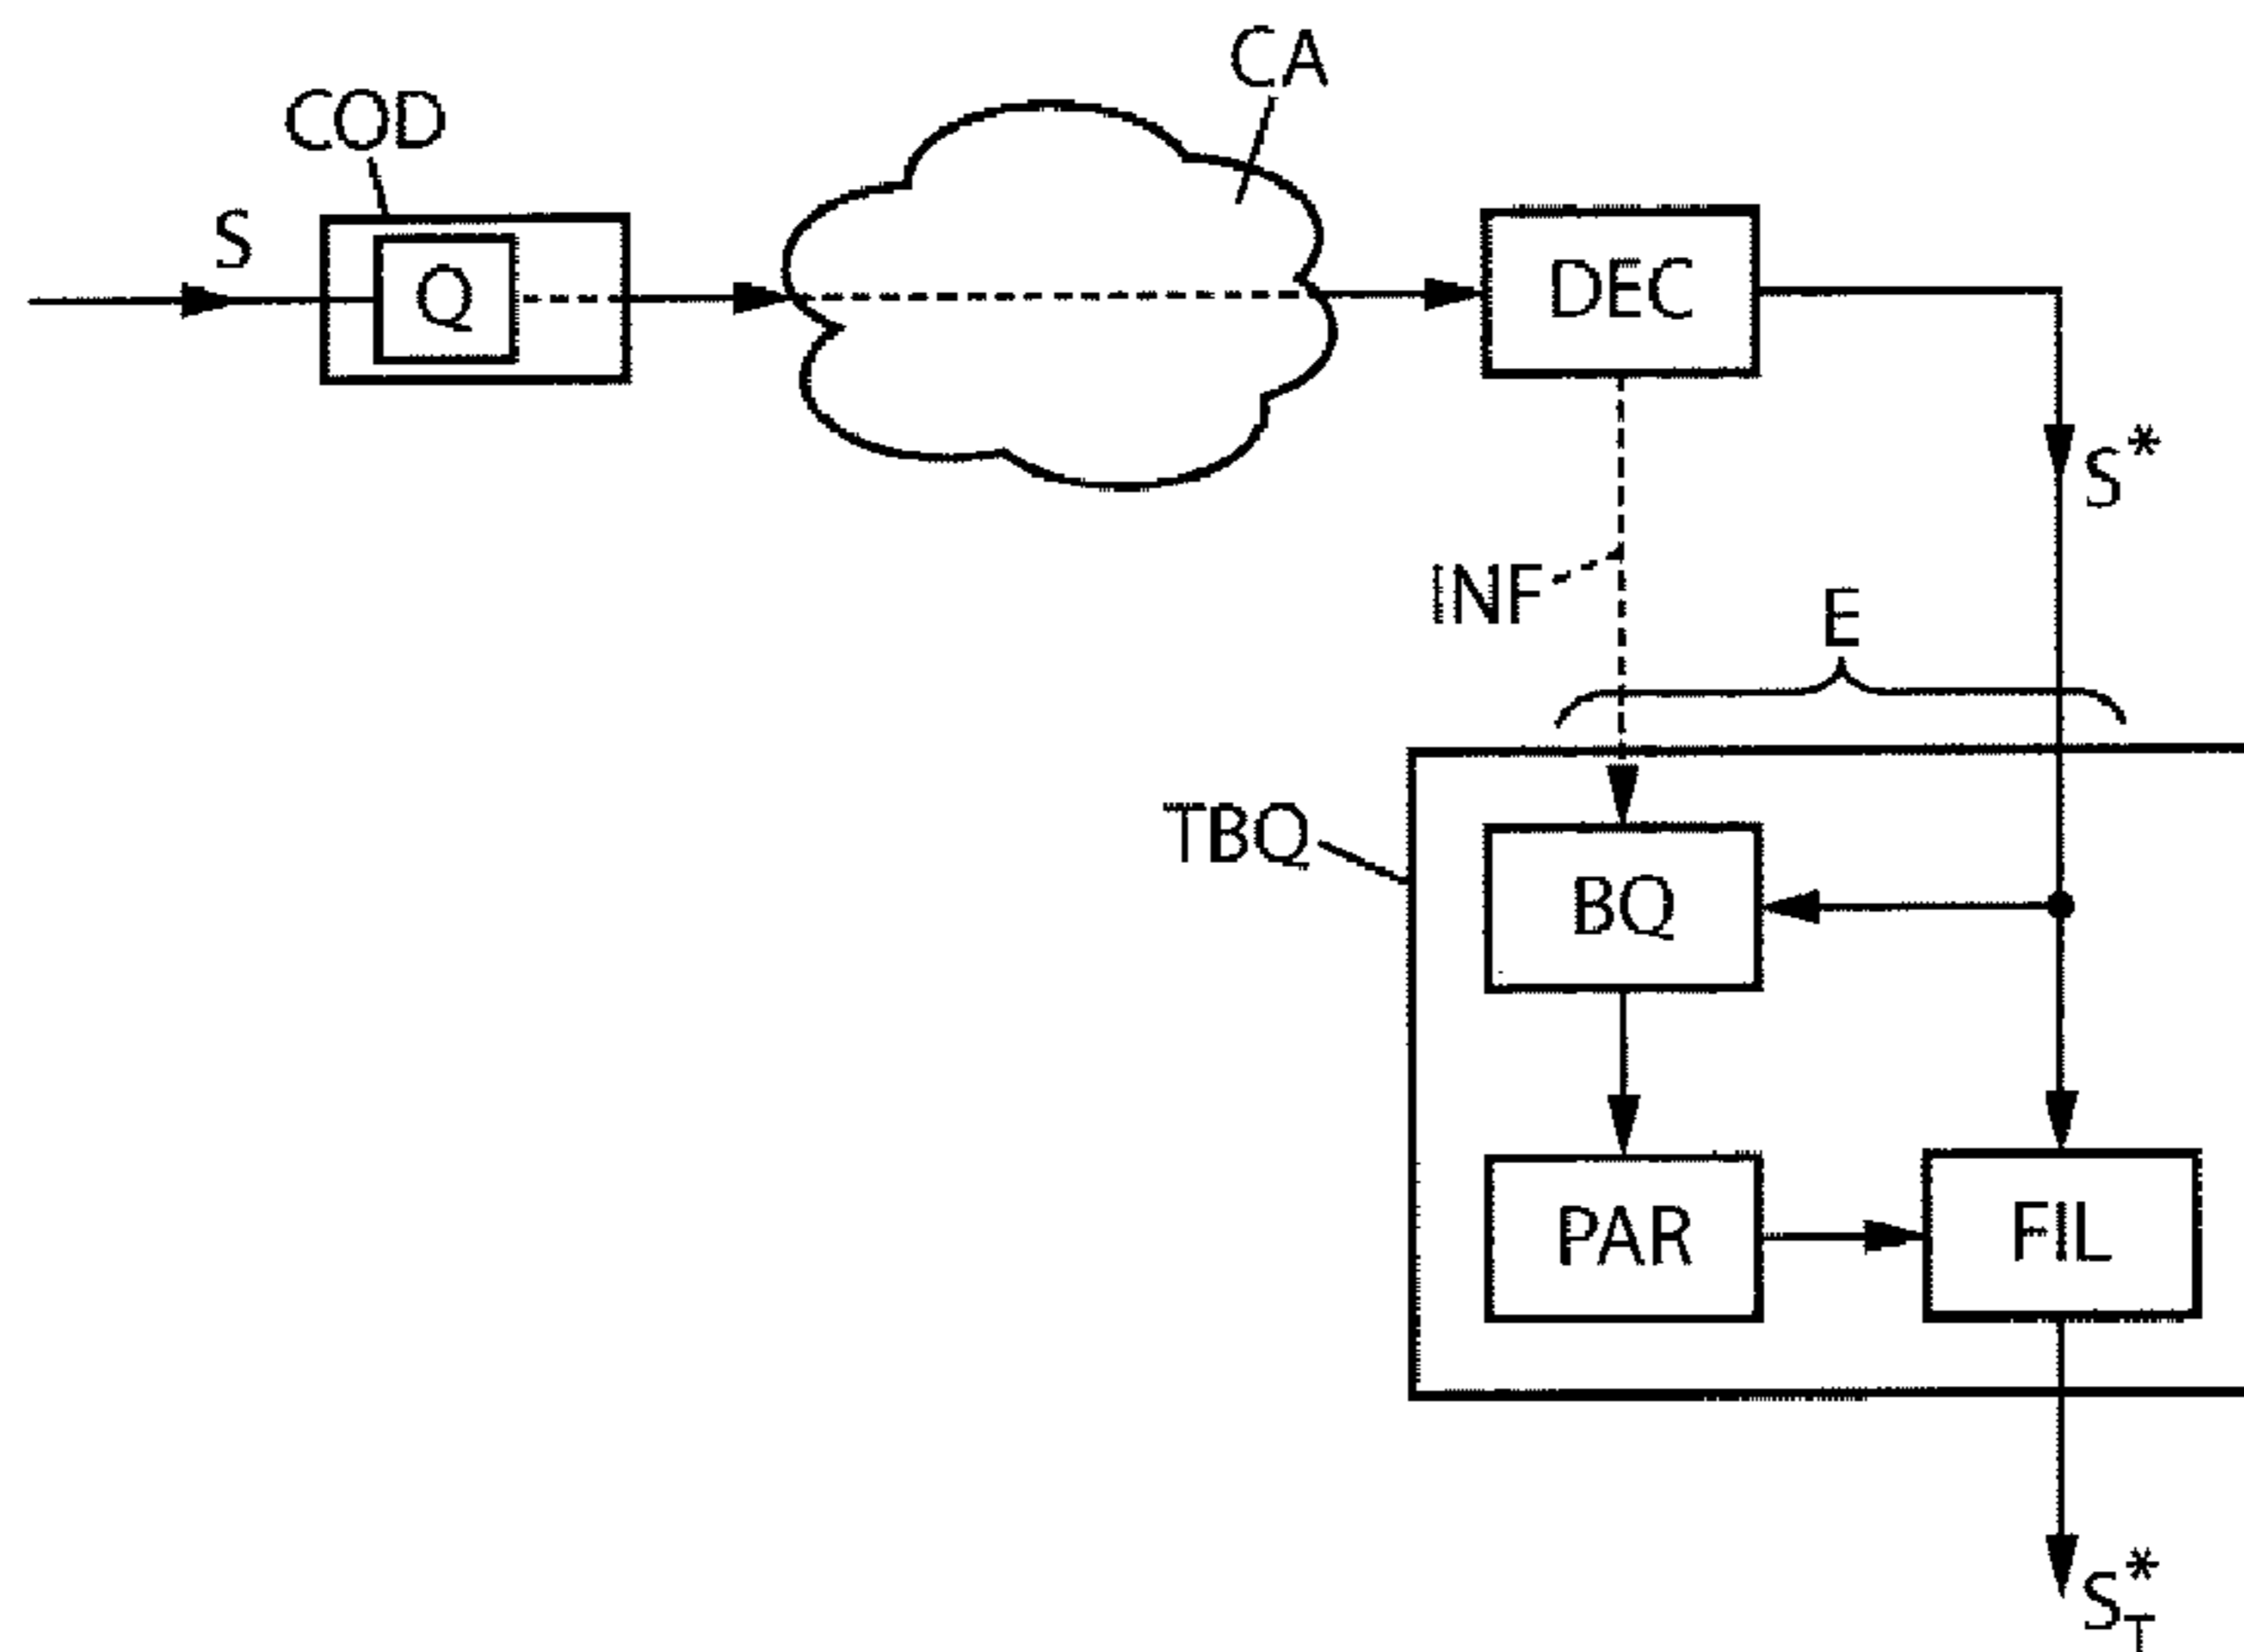 CA
COD
S
Q
DEC
S*
INF
E
TBQ
BQ
PAR
FIL
S*T